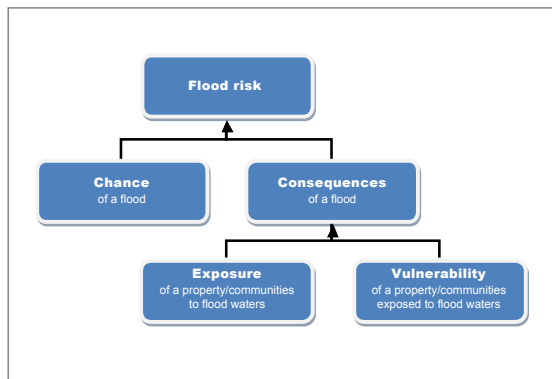 Flood risk
Chance
of a flood
Consequences
of a flood
Exposure
of a property/communities
to flood waters
Vulnerability
of a property/communities
exposed to flood waters